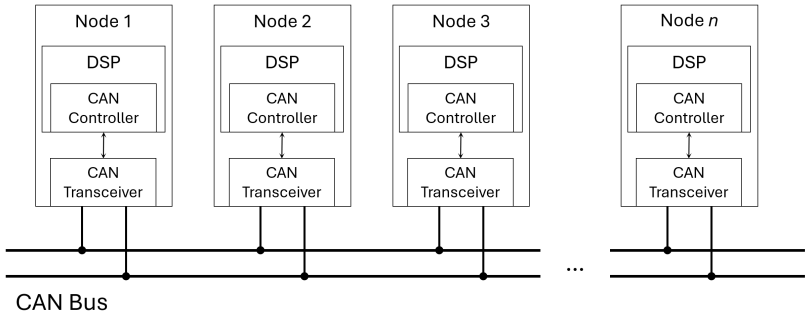 Node 1
DSP
CAN
Controller
CAN
Transceiver
Node 2
DSP
CAN
Controller
CAN
Transceiver
Node 3
DSP
CAN
Controller
CAN
Transceiver
Node n
DSP
CAN
Controller
CAN
Transceiver
...
CAN Bus